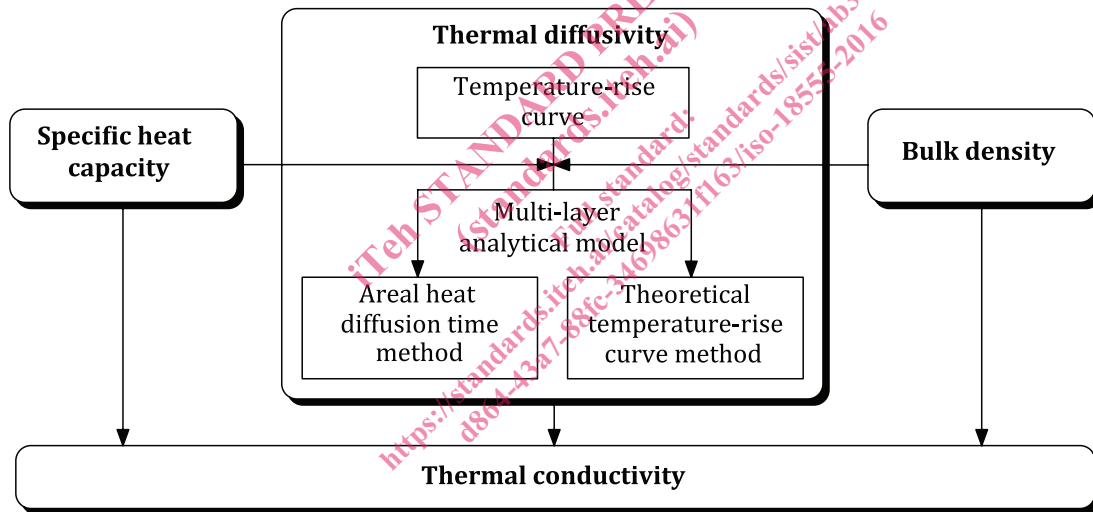 Thermal diffusivity
Temperature-rise
curve
Specific heat
capacity
Bulk density
Multi-layer
analytical model
Areal heat
diffusion time
method
Theoretical
temperature-rise
curve method
Thermal conductivity
iTeh STANDARD PRE
(standards.iteh.ai)
Full standard:
https://standards.iteh.ai/catalog/standards/sist/ab3
d864-43a7-88fc-34698631f163/iso-18555-2016